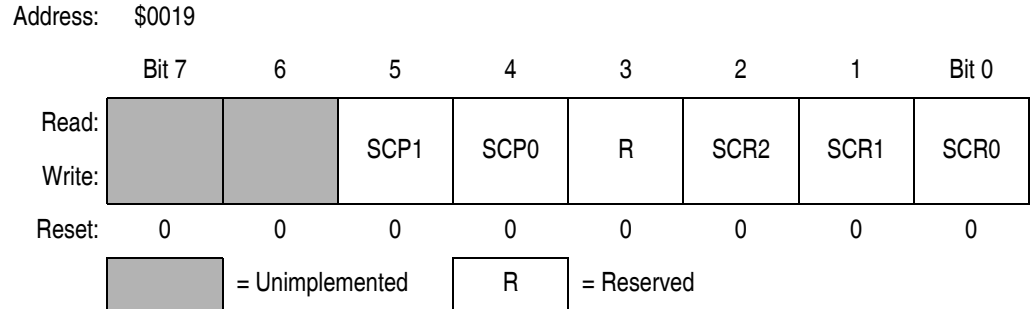 Address: $0019
Bit 7 6 5 4 3 2 1 Bit 0
Read:
SCP1 SCP0 R SCR2 SCR1 SCR0
Write:
Reset: 0 0 0 0 0 0 0 0
= Unimplemented R = Reserved